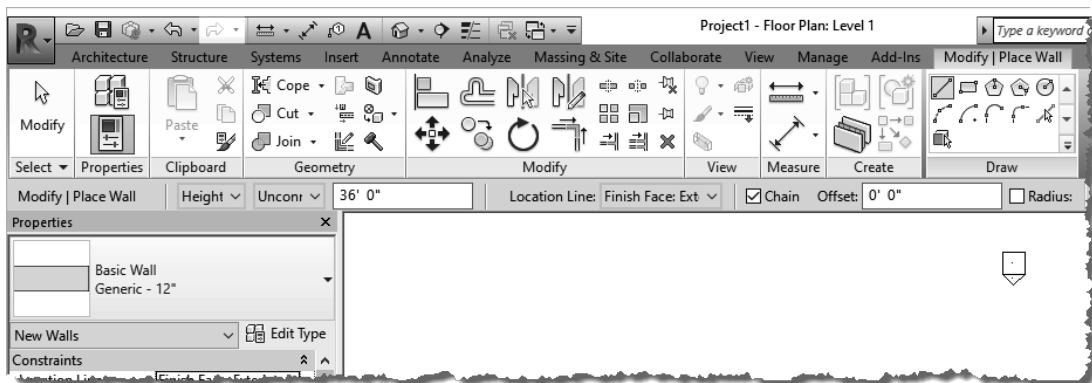 Project1 - Floor Plan: Level 1
Type a keyword
Architecture Structure Systems Insert Annotate Analyze Massing & Site Collaborate View Manage Add-Ins Modify | Place Wall
Modify
Paste
Cope
Cut
Join
Select Properties Clipboard Geometry Modify View Measure Create Draw
Modify | Place Wall Height Unconr 36' 0" Location Line: Finish Face: Ext Chain Offset: 0' 0" Radius:
Properties
Basic Wall
Generic - 12"
New Walls Edit Type
Constraints